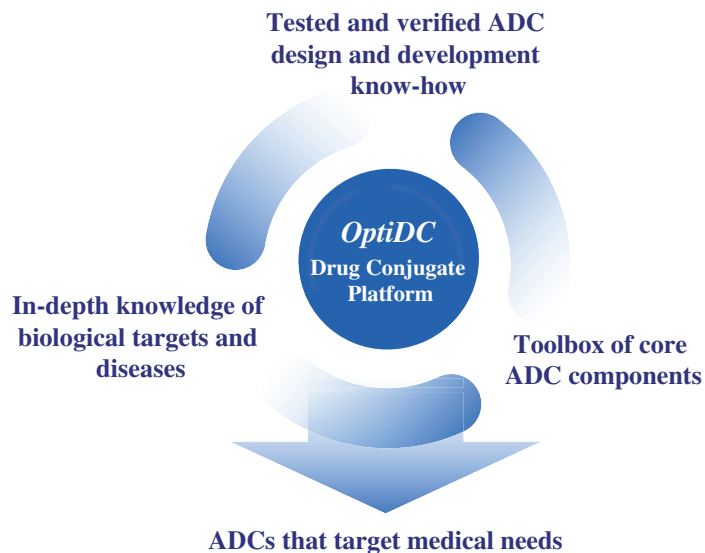 Tested and verified ADC
design and development
know-how
OptiDC
Drug Conjugate
Platform
In-depth knowledge of
biological targets and
diseases
Toolbox of core
ADC components
ADCs that target medical needs